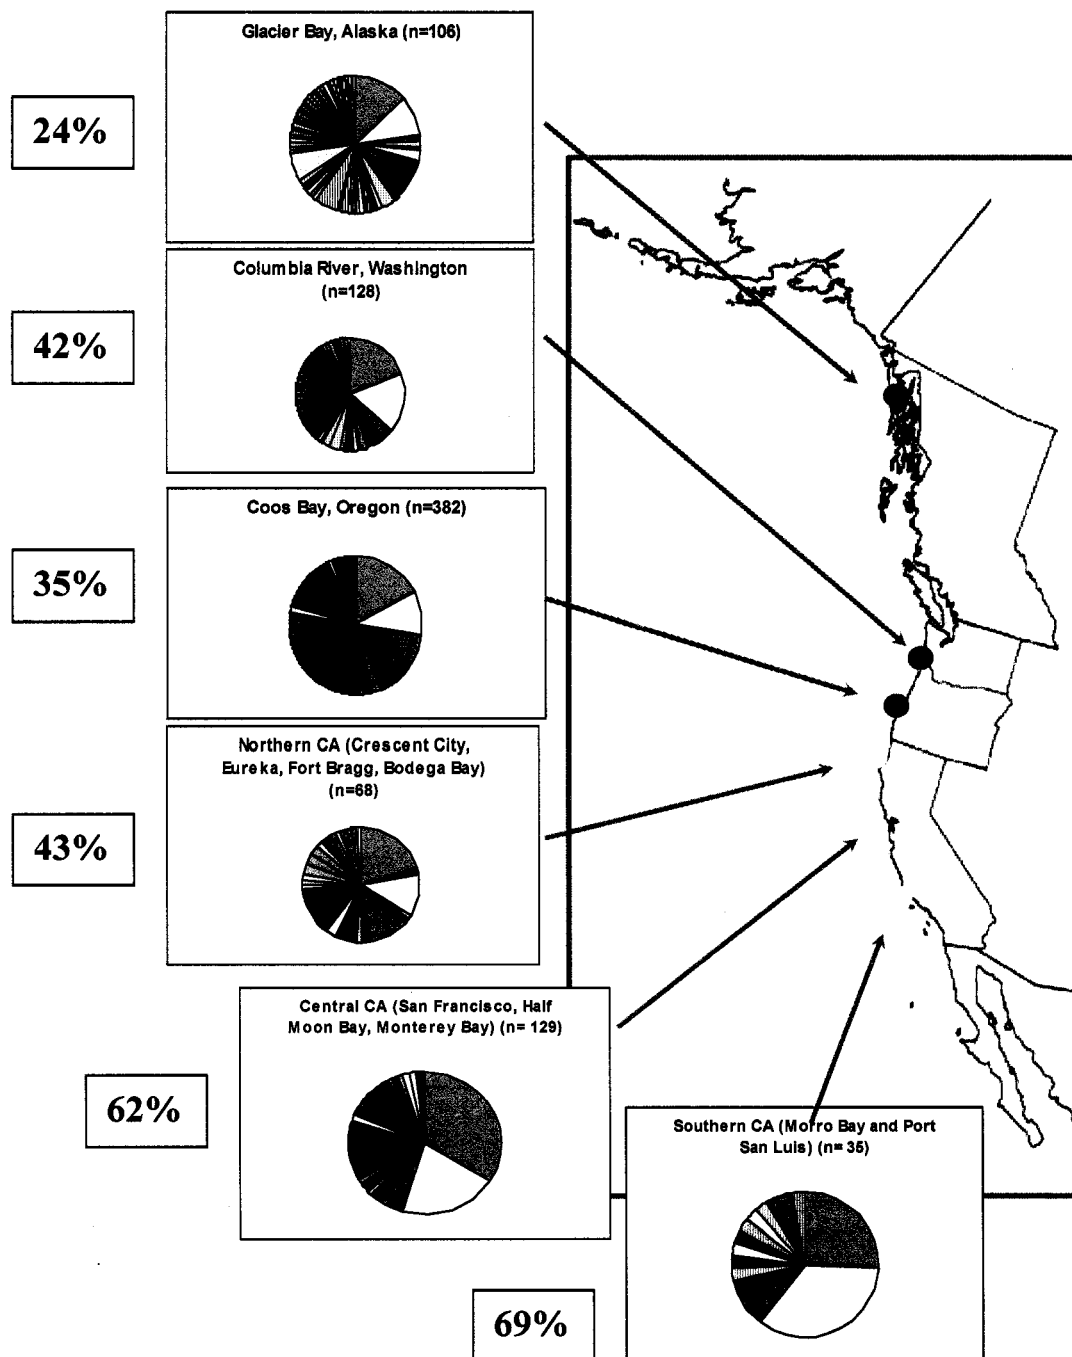 Glacier Bay, Alaska (n=106)
24%
Columbia River, Washington
(n=128)
42%
Coos Bay, Oregon (n=382)
35%
Northern CA (Crescent City,
Eureka, Fort Bragg, Bodega Bay)
(n=68)
43%
Central CA (San Francisco, Half
Moon Bay, Monterey Bay) (n= 129)
62%
Southern CA (Morro Bay and Port
San Luis) (n= 35)
69%